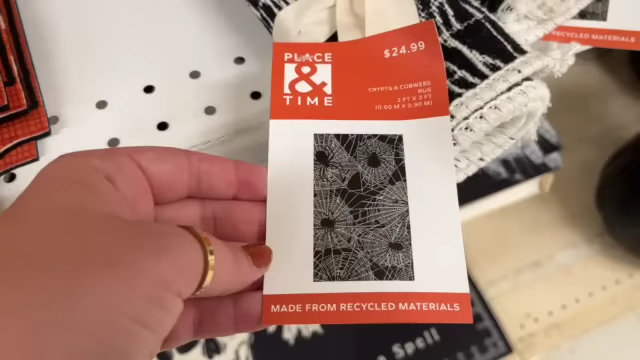 PLACE
&
TIME
$24.99
CRYPTS & COBWEBS
RUG
2 FT X 3 FT
(0.60 M X 0.90 M)
MADE FROM RECYCLED MATERIALS
RECYCLED MATERIALS
Spell